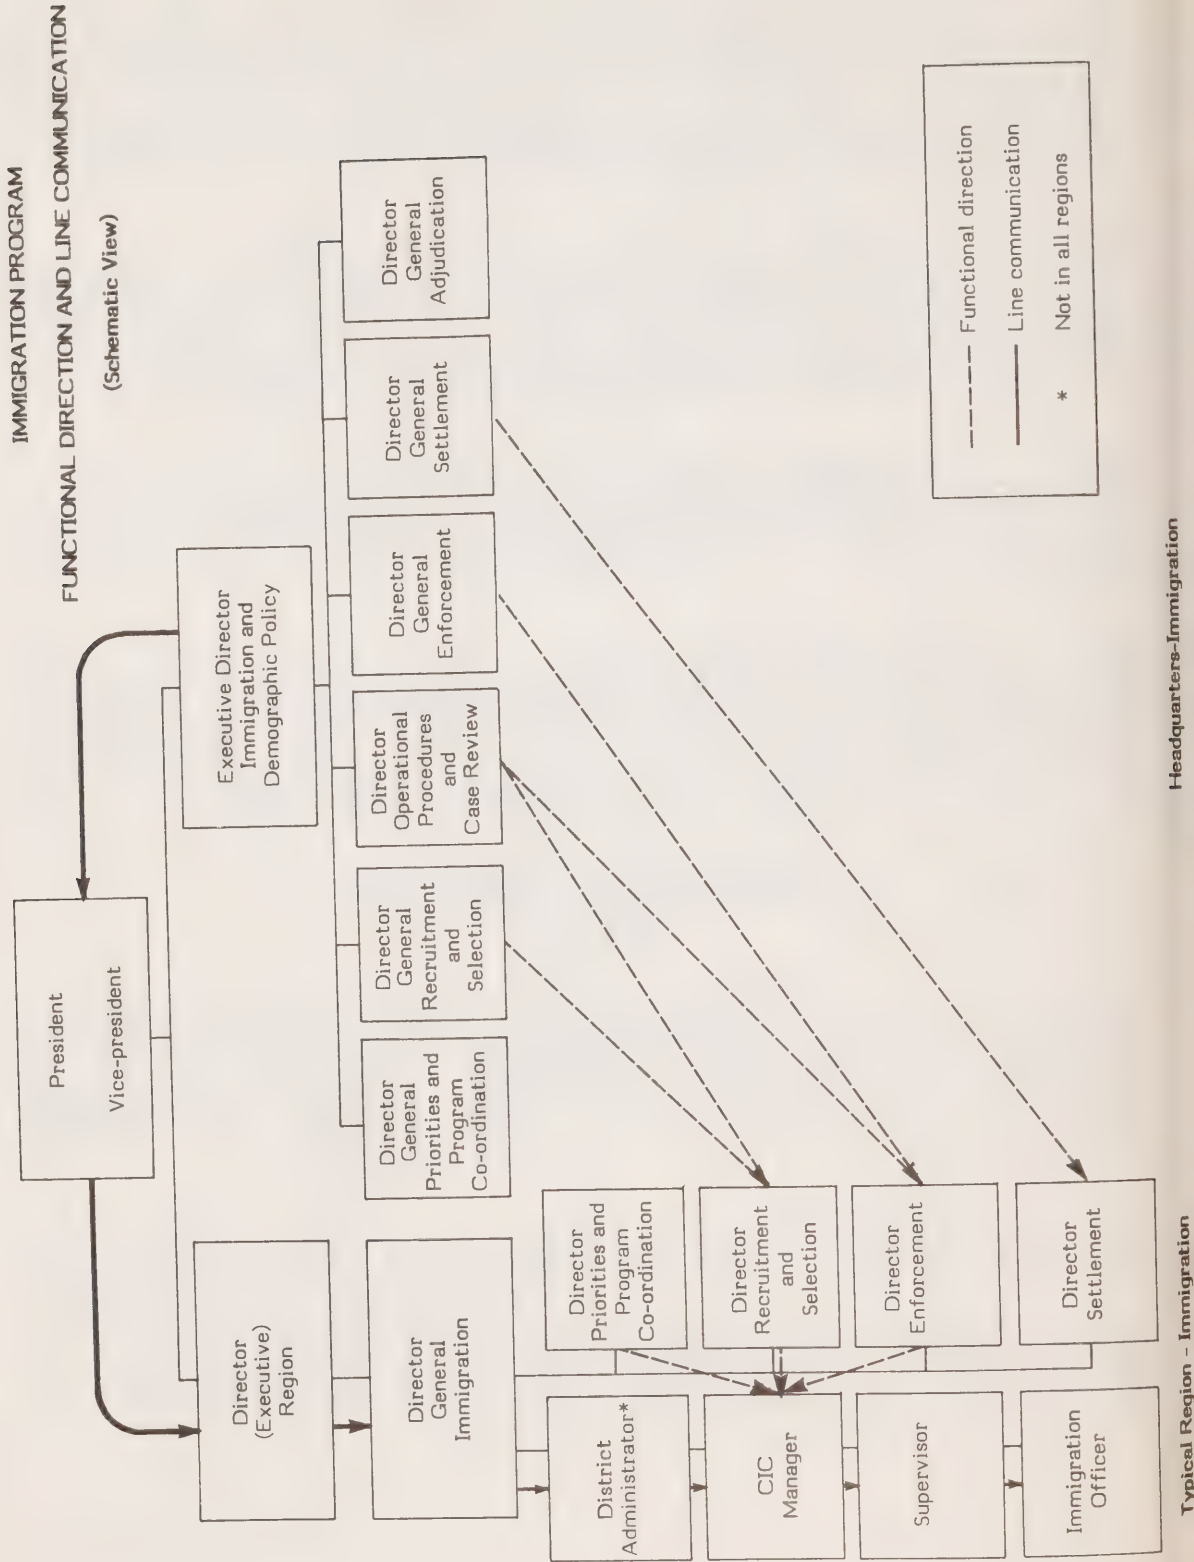 IMMIGRATION PROGRAM
FUNCTIONAL DIRECTION AND LINE COMMUNICATION
(Schematic View)
President
Vice-president
Director
(Executive)
Region
Executive Director
Immigration and
Demographic Policy
Director
General
Immigration
Director
General
Priorities and
Program
Co-ordination
Director
General
Recruitment
and
Selection
Director
Operational
Procedures
and
Case Review
Director
General
Enforcement
Director
General
Settlement
Director
General
Adjudication
District
Administrator*
CIC
Manager
Supervisor
Immigration
Officer
Director
Priorities and
Program
Co-ordination
Director
Recruitment
and
Selection
Director
Enforcement
Director
Settlement
Functional direction
Line communication
* Not in all regions
Typical Region - Immigration
Headquarters-Immigration